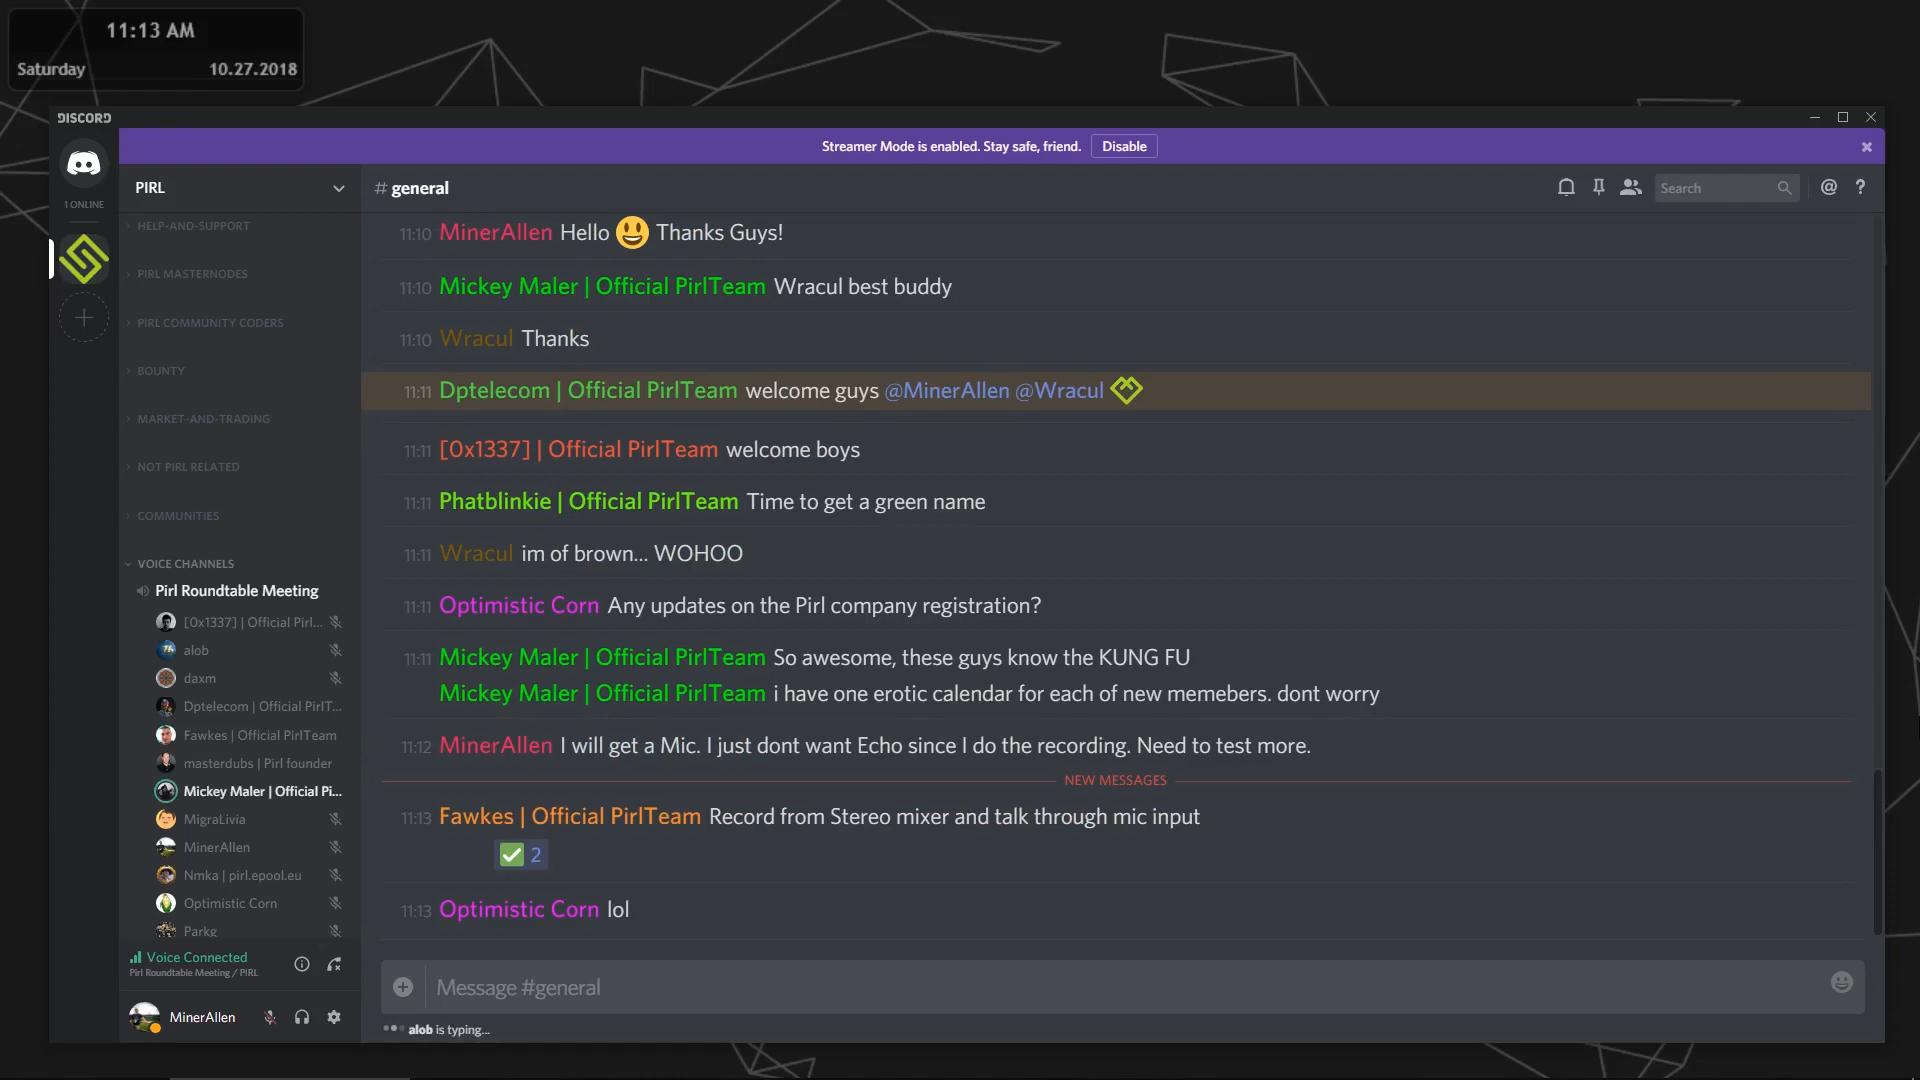 11:13 AM
Saturday 10.27.2018
DISCORD
Streamer Mode is enabled. Stay safe, friend. Disable
1 ONLINE
PIRL
HELP-AND-SUPPORT
PIRL MASTERNODES
PIRL COMMUNITY CODERS
BOUNTY
MARKET-AND-TRADING
NOT PIRL RELATED
COMMUNITIES
VOICE CHANNELS
Pirl Roundtable Meeting
[0x1337] | Official Pirl...
alob
daxm
Dptelecom | Official PirlT...
Fawkes | Official PirlTeam
masterdubs | Pirl founder
Mickey Maler | Official Pi...
MigraLivia
MinerAllen
Nmka | pirl.epool.eu
Optimistic Corn
Parkg
Voice Connected
Pirl Roundtable Meeting / PIRL
MinerAllen
# general
Search
@ ?
11:10 MinerAllen Hello 😃 Thanks Guys!
11:10 Mickey Maler | Official PirlTeam Wracul best buddy
11:10 Wracul Thanks
11:11 Dptelecom | Official PirlTeam welcome guys @MinerAllen @Wracul
11:11 [0x1337] | Official PirlTeam welcome boys
11:11 Phatblinkie | Official PirlTeam Time to get a green name
11:11 Wracul im of brown... WOHOO
11:11 Optimistic Corn Any updates on the Pirl company registration?
11:11 Mickey Maler | Official PirlTeam So awesome, these guys know the KUNG FU
Mickey Maler | Official PirlTeam i have one erotic calendar for each of new memebers. dont worry
11:12 MinerAllen I will get a Mic. I just dont want Echo since I do the recording. Need to test more.
NEW MESSAGES
11:13 Fawkes | Official PirlTeam Record from Stereo mixer and talk through mic input
✅ 2
11:13 Optimistic Corn lol
Message #general
alob is typing...